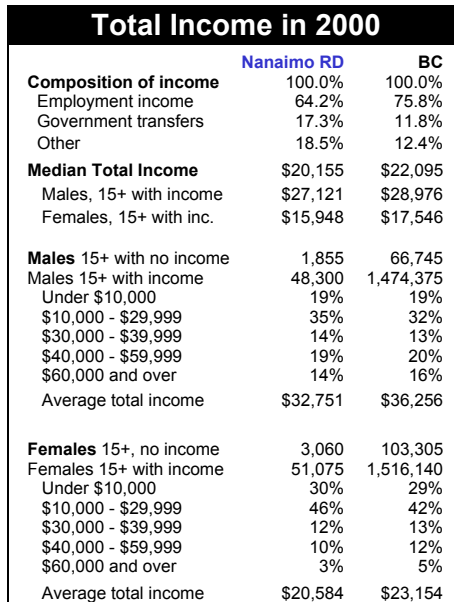 Total Income in 2000
Nanaimo RD BC
Composition of income 100.0% 100.0%
Employment income 64.2% 75.8%
Government transfers 17.3% 11.8%
Other 18.5% 12.4%
Median Total Income $20,155 $22,095
Males, 15+ with income $27,121 $28,976
Females, 15+ with inc. $15,948 $17,546
Males 15+ with no income 1,855 66,745
Males 15+ with income 48,300 1,474,375
Under $10,000 19% 19%
$10,000 - $29,999 35% 32%
$30,000 - $39,999 14% 13%
$40,000 - $59,999 19% 20%
$60,000 and over 14% 16%
Average total income $32,751 $36,256
Females 15+, no income 3,060 103,305
Females 15+ with income 51,075 1,516,140
Under $10,000 30% 29%
$10,000 - $29,999 46% 42%
$30,000 - $39,999 12% 13%
$40,000 - $59,999 10% 12%
$60,000 and over 3% 5%
Average total income $20,584 $23,154